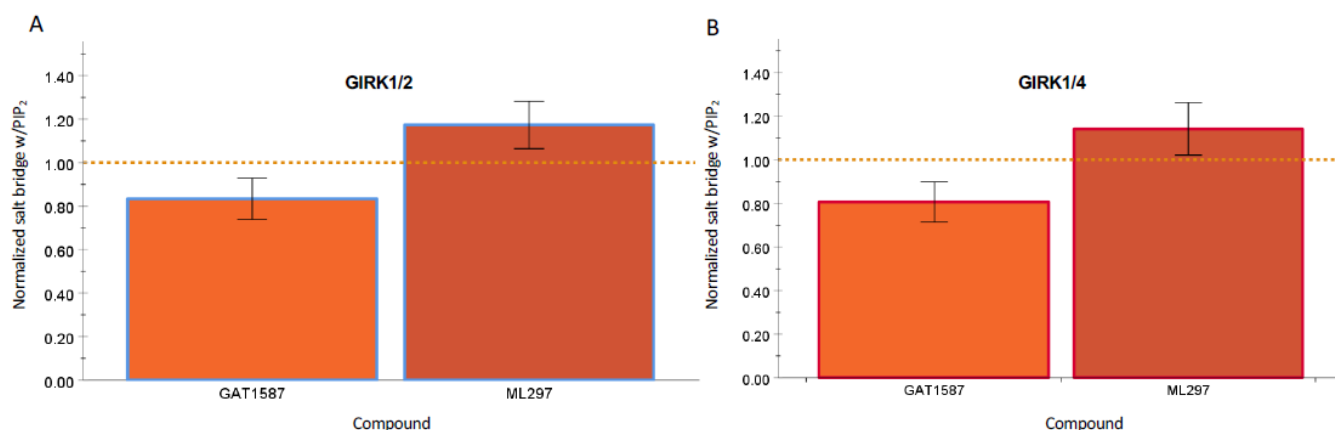 A
GIRK1/2
Normalized salt bridge w/PIP₂
1.40
1.20
1.00
0.80
0.60
0.40
0.20
0.00
GAT1587 ML297
Compound
B
GIRK1/4
Normalized salt bridge w/PIP₂
1.40
1.20
1.00
0.80
0.60
0.40
0.20
0.00
GAT1587 ML297
Compound